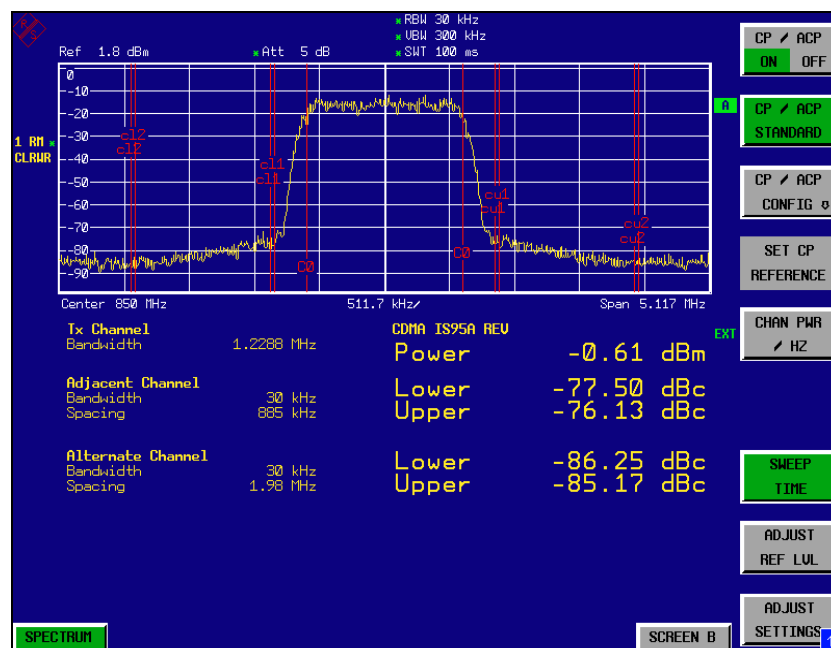 * RBW 30 kHz
* VBW 300 kHz
Ref 1.8 dBm * Att 5 dB * SWT 100 ms
0
-10
-20
-30
-40
-50
-60
-70
-80
-90
1 RM *
CLRWR
A
cl2
cl2
cl1
cl1
C0
C0
cu1
cu1
cu2
cu2
Center 850 MHz 511.7 kHz/ Span 5.117 MHz
Tx Channel CDMA IS95A REV
EXT
Bandwidth 1.2288 MHz
Power -0.61 dBm
Adjacent Channel
Bandwidth 30 kHz
Spacing 885 kHz
Lower -77.50 dBc
Upper -76.13 dBc
Alternate Channel
Bandwidth 30 kHz
Spacing 1.98 MHz
Lower -86.25 dBc
Upper -85.17 dBc
CP / ACP
ON OFF
CP / ACP
STANDARD
CP / ACP
CONFIG
SET CP
REFERENCE
CHAN PWR
/ HZ
SWEEP
TIME
ADJUST
REF LVL
ADJUST
SETTINGS
SPECTRUM
SCREEN B
1